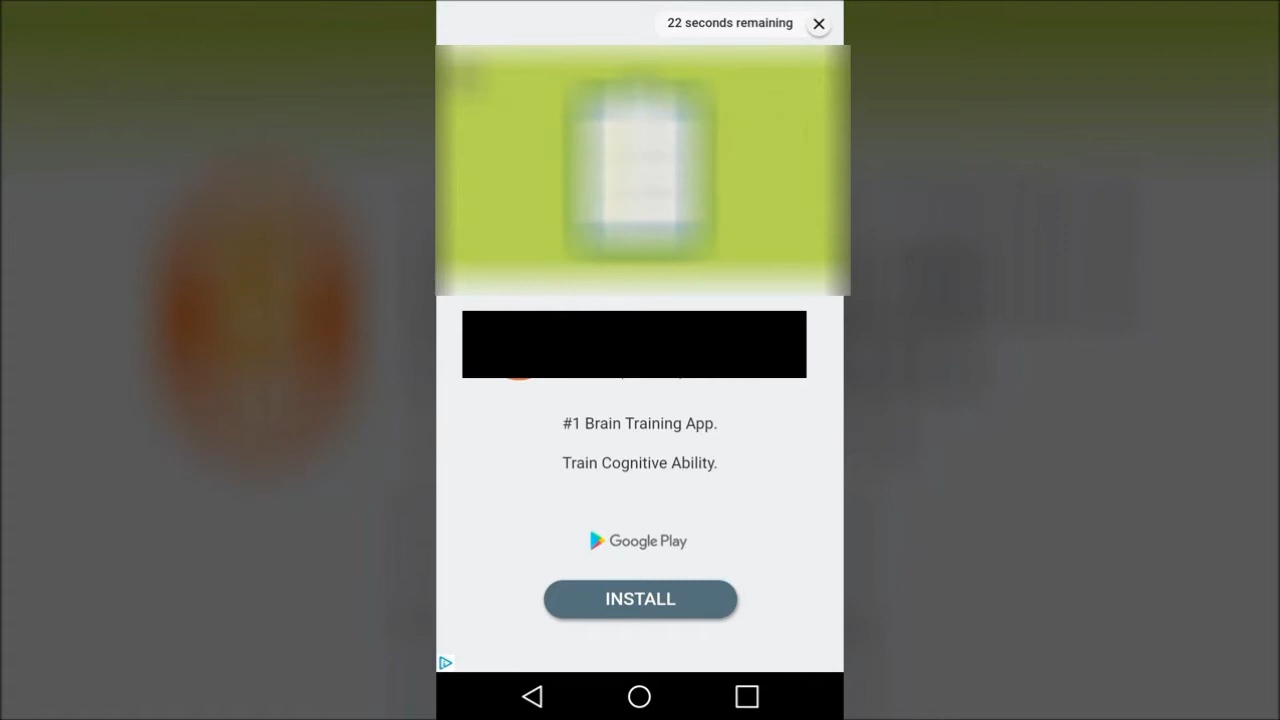 22 seconds remaining
#1 Brain Training App.
Train Cognitive Ability.
Google Play
INSTALL